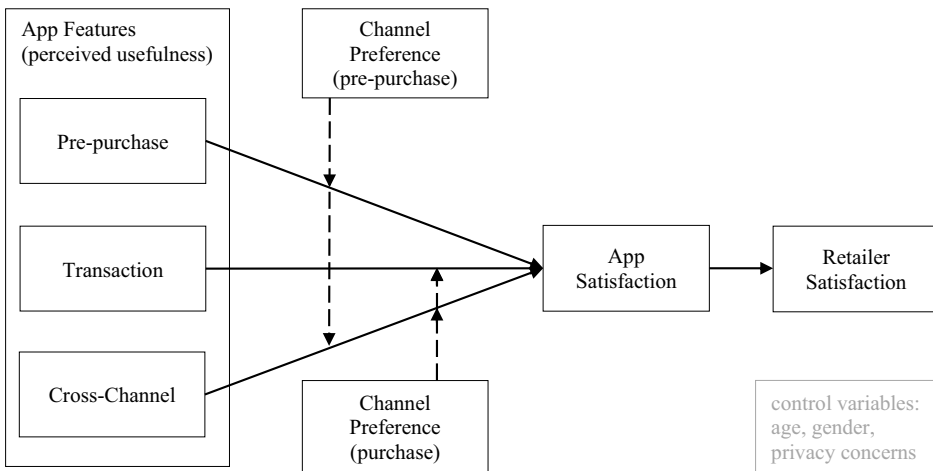 App Features
(perceived usefulness)
Channel
Preference
(pre-purchase)
Pre-purchase
Transaction
App
Satisfaction
Retailer
Satisfaction
Cross-Channel
Channel
Preference
(purchase)
control variables:
age, gender,
privacy concerns